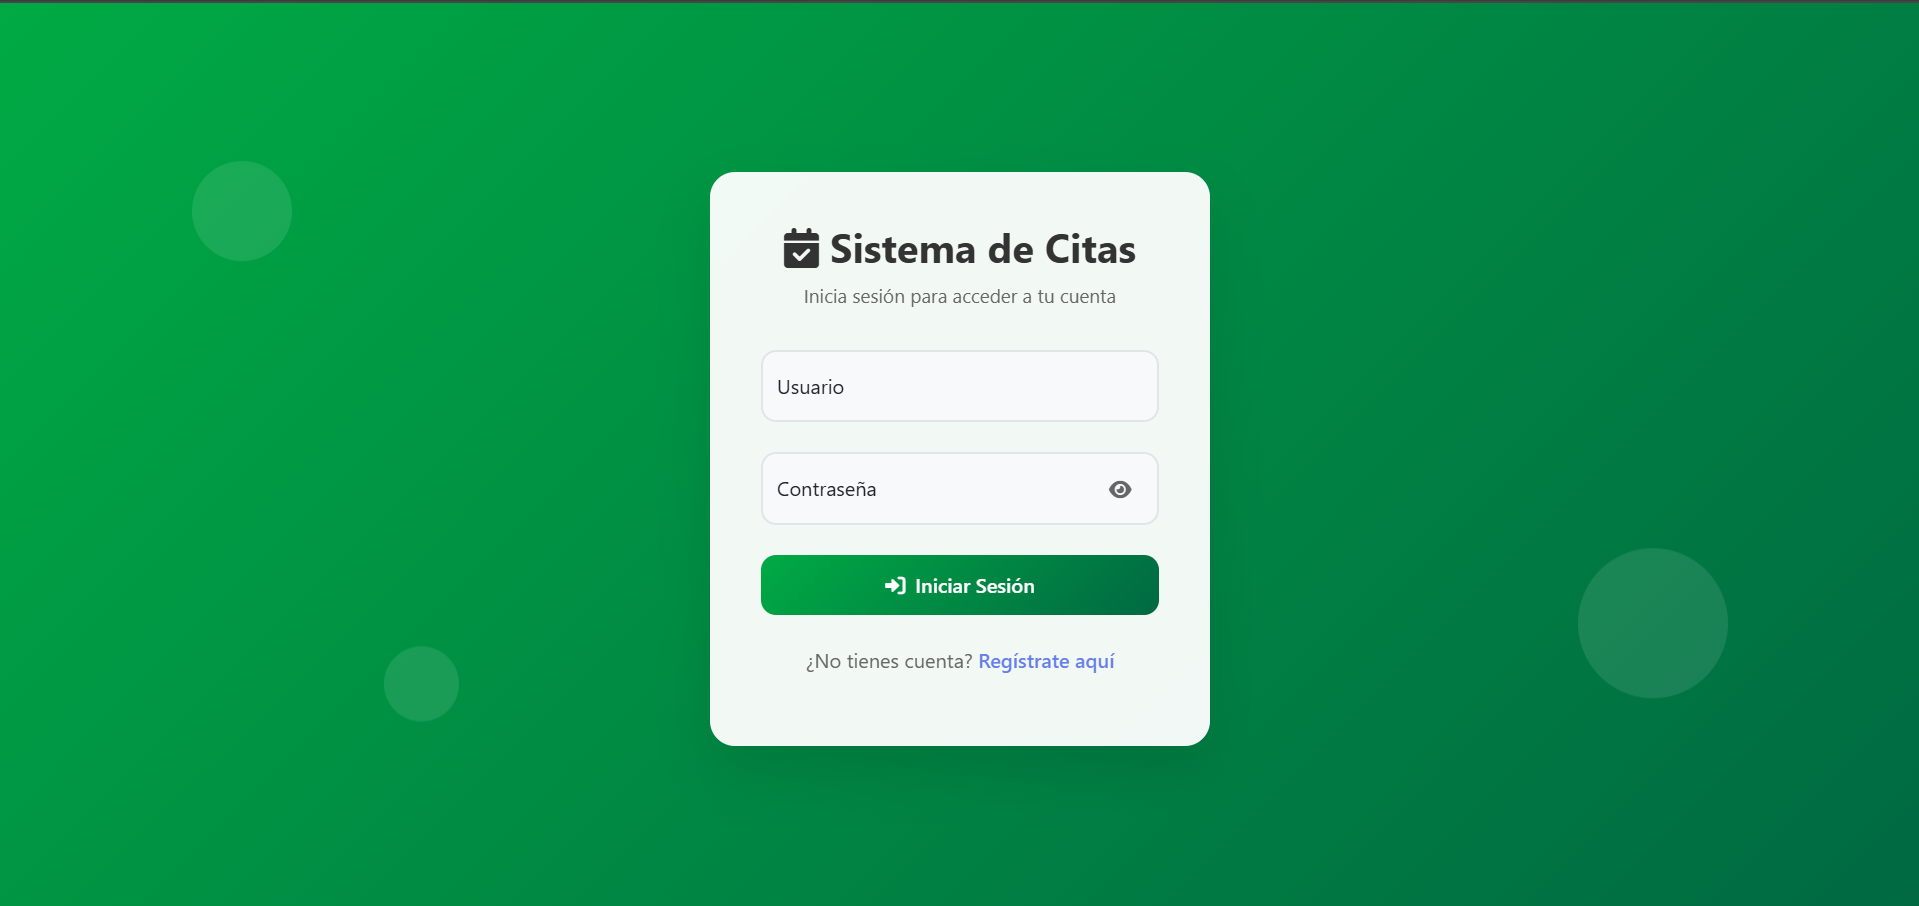 Sistema de Citas
Inicia sesión para acceder a tu cuenta
Usuario
Contraseña
Iniciar Sesión
¿No tienes cuenta? Regístrate aquí